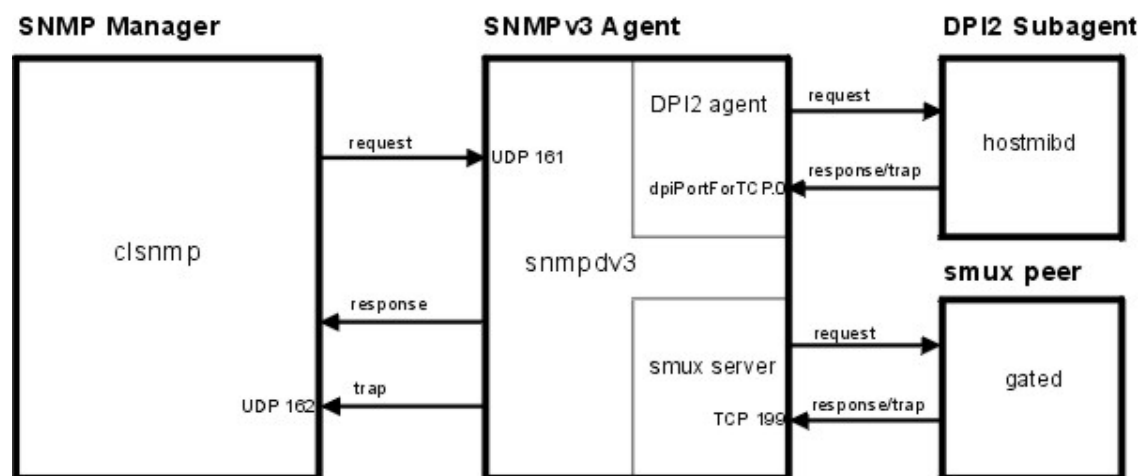 SNMP Manager
SNMPv3 Agent
DPI2 Subagent
clsnmp
request
response
trap
UDP 162
UDP 161
snmpdv3
DPI2 agent
dpiPortForTCP.0
smux server
TCP 199
request
response/trap
hostmibd
smux peer
request
response/trap
gated